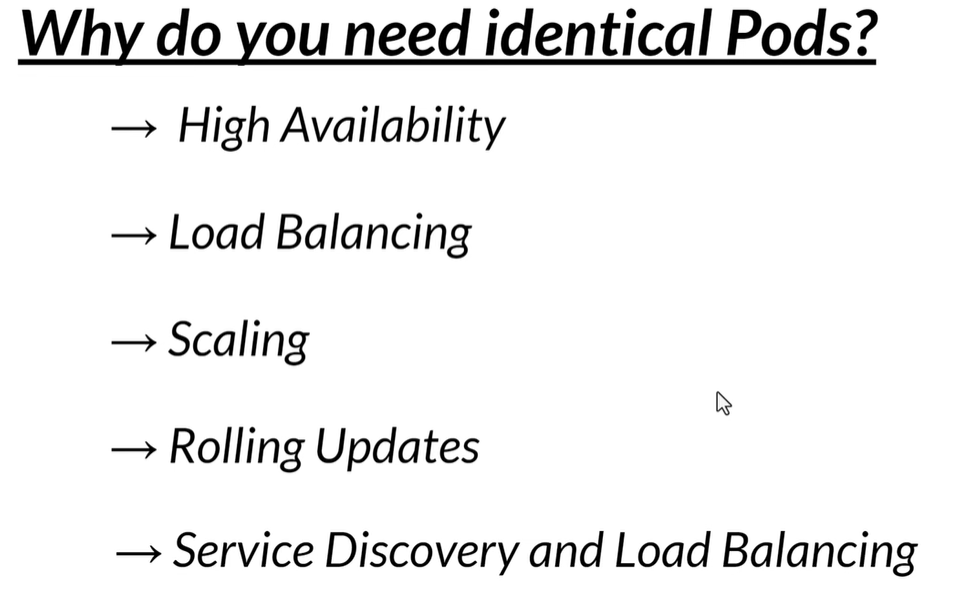 Why do you need identical Pods?
→ High Availability
→ Load Balancing
→ Scaling
→ Rolling Updates
→ Service Discovery and Load Balancing